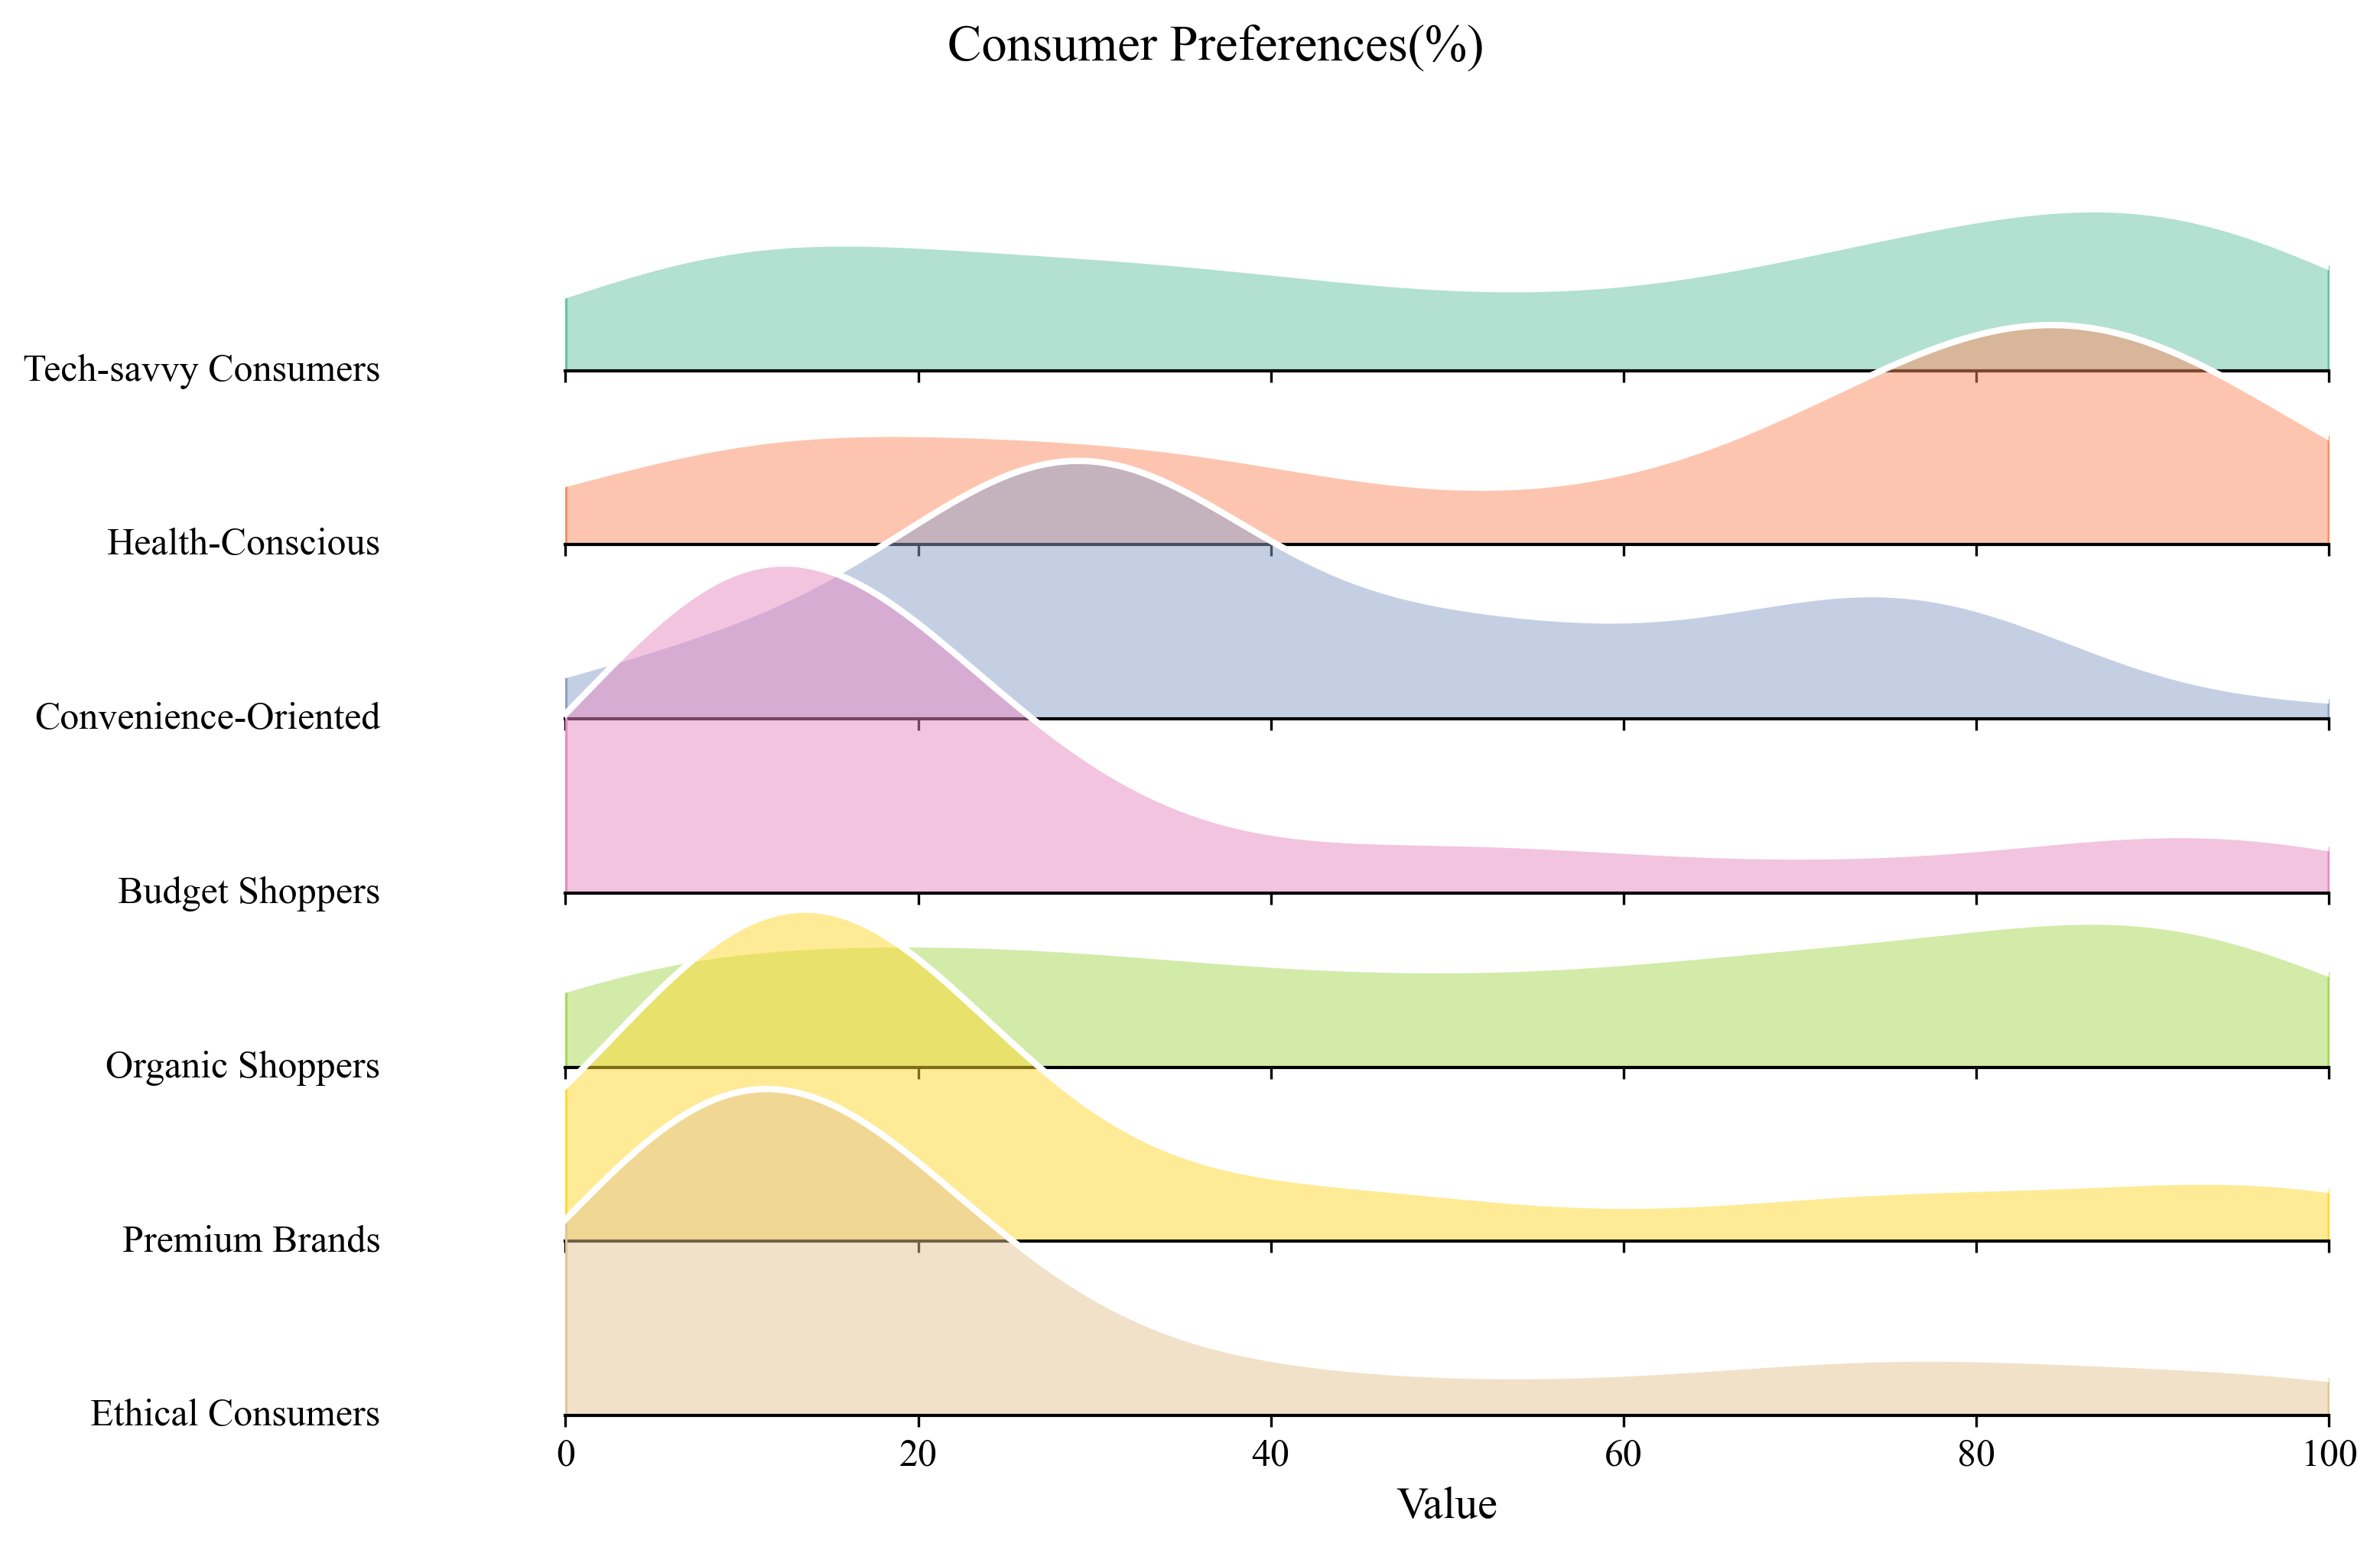 Consumer Preferences(%)
Tech-savvy Consumers
Health-Conscious
Convenience-Oriented
Budget Shoppers
Organic Shoppers
Premium Brands
Ethical Consumers
0 20 40 60 80 100
Value